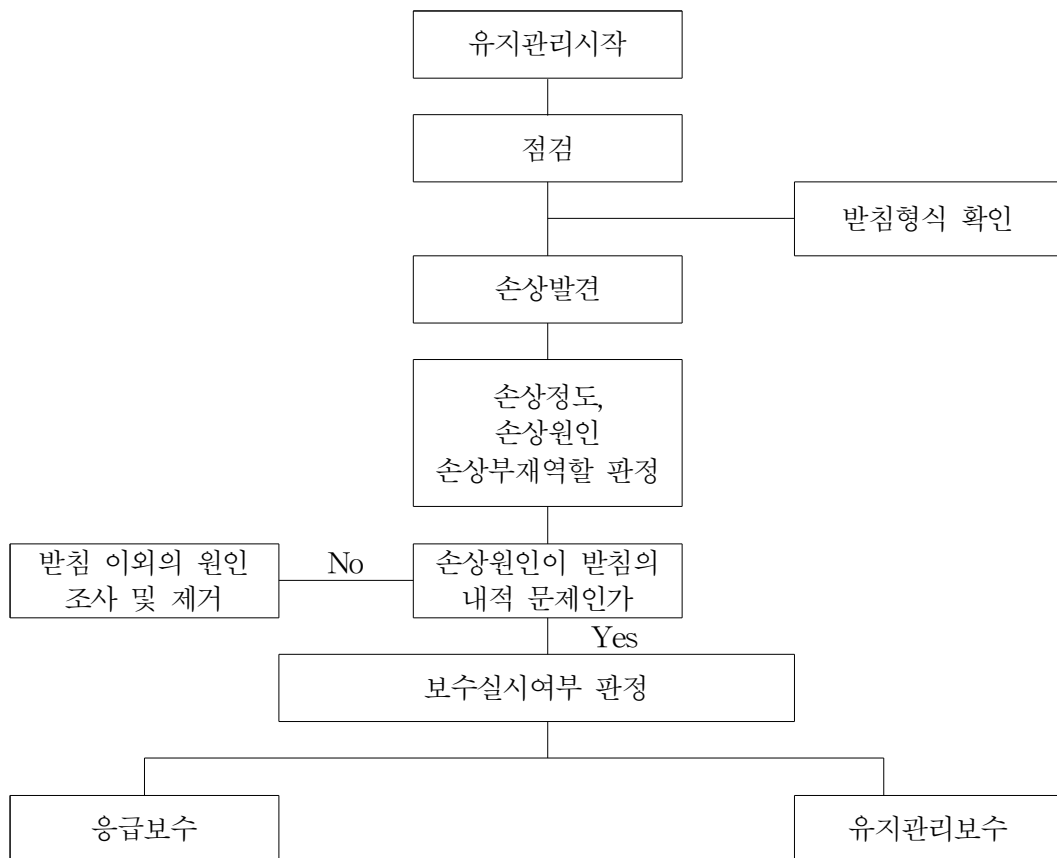 유지관리시작
점검
받침형식 확인
손상발견
손상정도,
손상원인
손상부재역할 판정
받침 이외의 원인
조사 및 제거
No
손상원인이 받침의
내적 문제인가
Yes
보수실시여부 판정
응급보수
유지관리보수